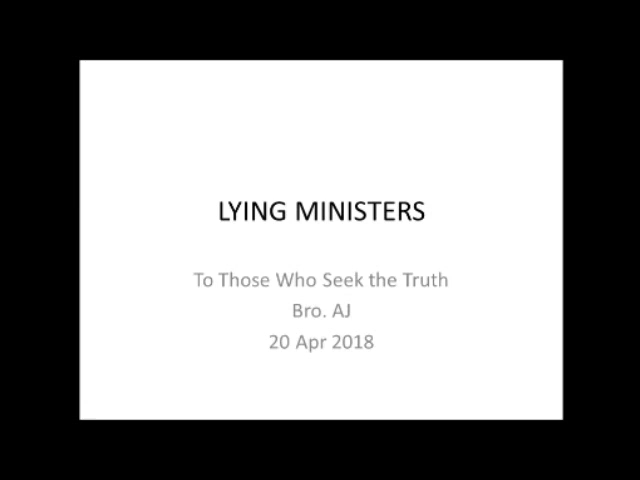 LYING MINISTERS
To Those Who Seek the Truth
Bro. AJ
20 Apr 2018